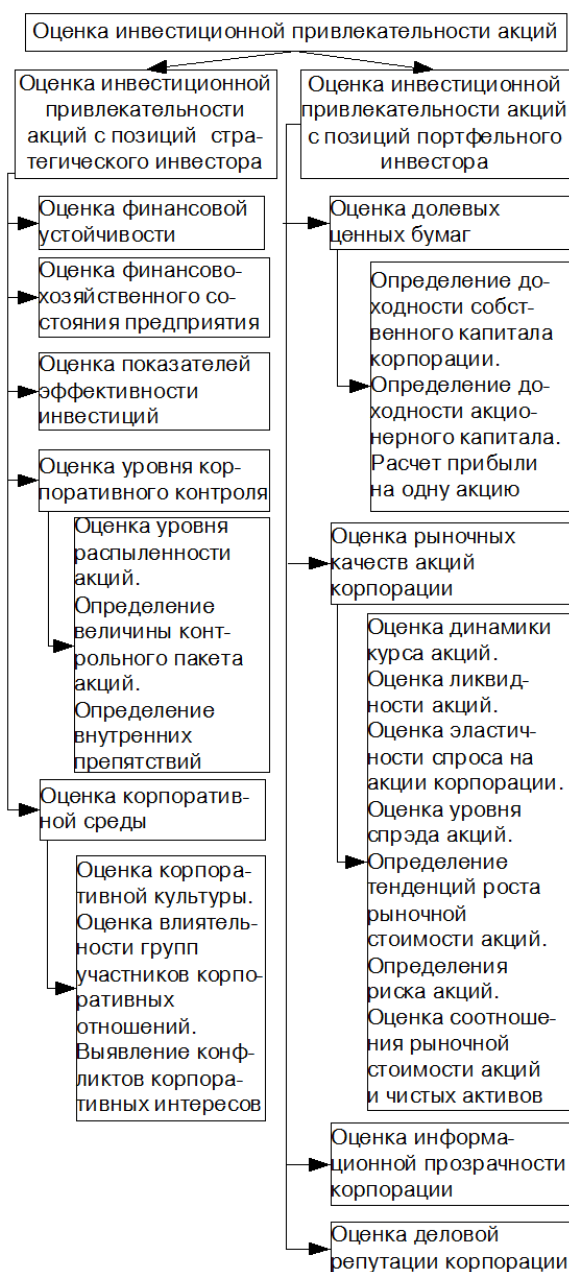 Оценка инвестиционной привлекательности акций
Оценка инвестиционной
привлекательности
акций с позиций стра-
тегического инвестора
Оценка финансовой
устойчивости
Оценка финансово-
хозяйственного со-
стояния предприятия
Оценка показателей
эффективности
инвестиций
Оценка уровня кор-
поративного контроля
Оценка уровня
распыленности
акций.
Определение
величины конт-
рольного пакета
акций.
Определение
внутренних
препятствий
Оценка корпоратив-
ной среды
Оценка корпора-
тивной культуры.
Оценка влиятель-
ности групп
участников корпо-
ративных
отношений.
Выявление конф-
ликтов корпора-
тивных интересов
Оценка инвестиционной
привлекательности акций
с позиций портфельного
инвестора
Оценка долевых
ценных бумаг
Определение до-
ходности собст-
венного капитала
корпорации.
Определение до-
ходности акцио-
нерного капитала.
Расчет прибыли
на одну акцию
Оценка рыночных
качеств акций
корпорации
Оценка динамики
курса акций.
Оценка ликвид-
ности акций.
Оценка эластич-
ности спроса на
акции корпорации.
Оценка уровня
спрэда акций.
Определение
тенденций роста
рыночной
стоимости акций.
Определения
риска акций.
Оценка соотноше-
ния рыночной
стоимости акций
и чистых активов
Оценка информа-
ционной прозрачности
корпорации
Оценка деловой
репутации корпорации